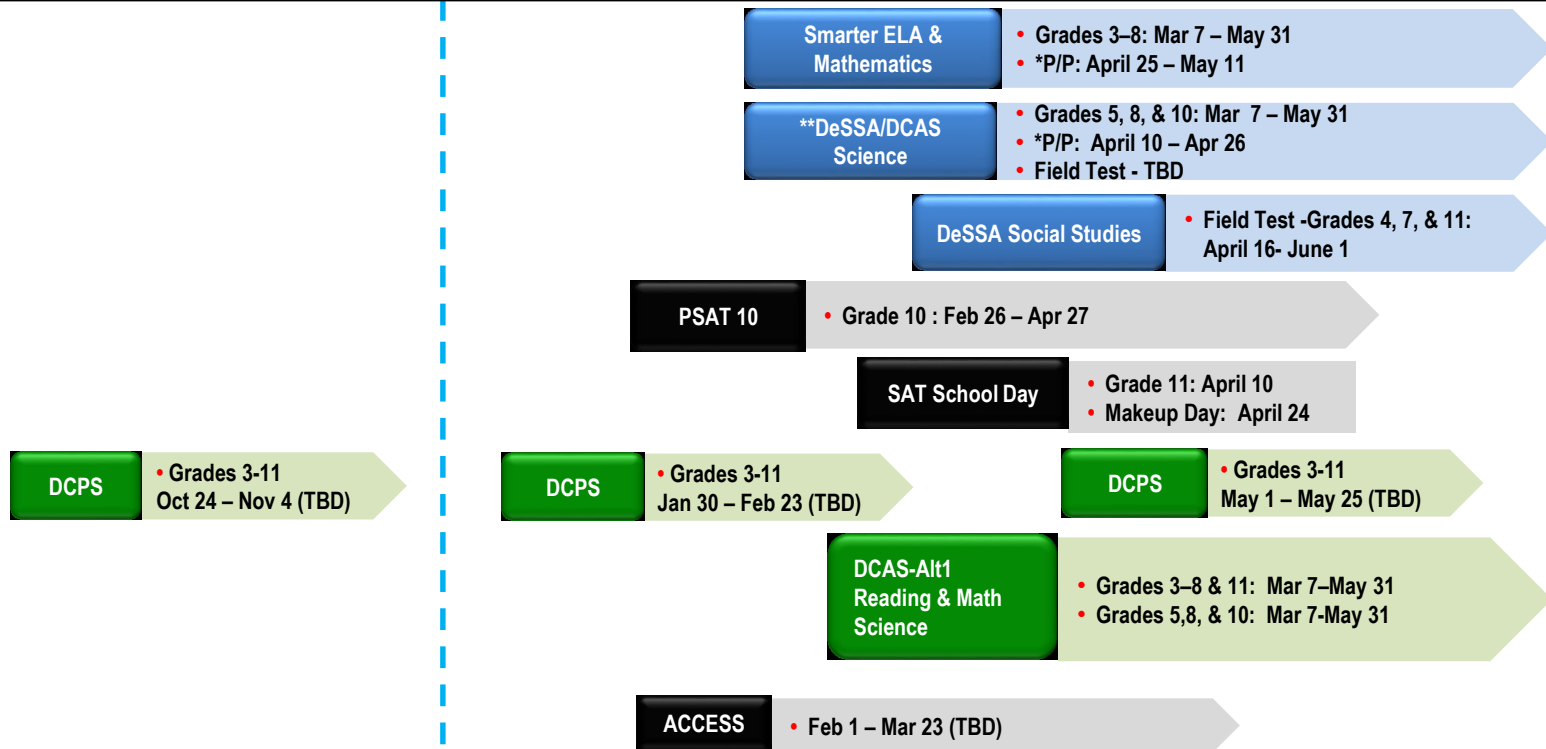 Smarter ELA &
Mathematics
• Grades 3–8: Mar 7 – May 31
• *P/P: April 25 – May 11
**DeSSA/DCAS
Science
• Grades 5, 8, & 10: Mar 7 – May 31
• *P/P: April 10 – Apr 26
• Field Test - TBD
DeSSA Social Studies
• Field Test -Grades 4, 7, & 11:
April 16- June 1
PSAT 10
• Grade 10 : Feb 26 – Apr 27
SAT School Day
• Grade 11: April 10
• Makeup Day: April 24
DCPS
• Grades 3-11
Oct 24 – Nov 4 (TBD)
DCPS
• Grades 3-11
Jan 30 – Feb 23 (TBD)
DCPS
• Grades 3-11
May 1 – May 25 (TBD)
DCAS-Alt1
Reading & Math
Science
• Grades 3–8 & 11: Mar 7–May 31
• Grades 5,8, & 10: Mar 7-May 31
ACCESS
• Feb 1 – Mar 23 (TBD)